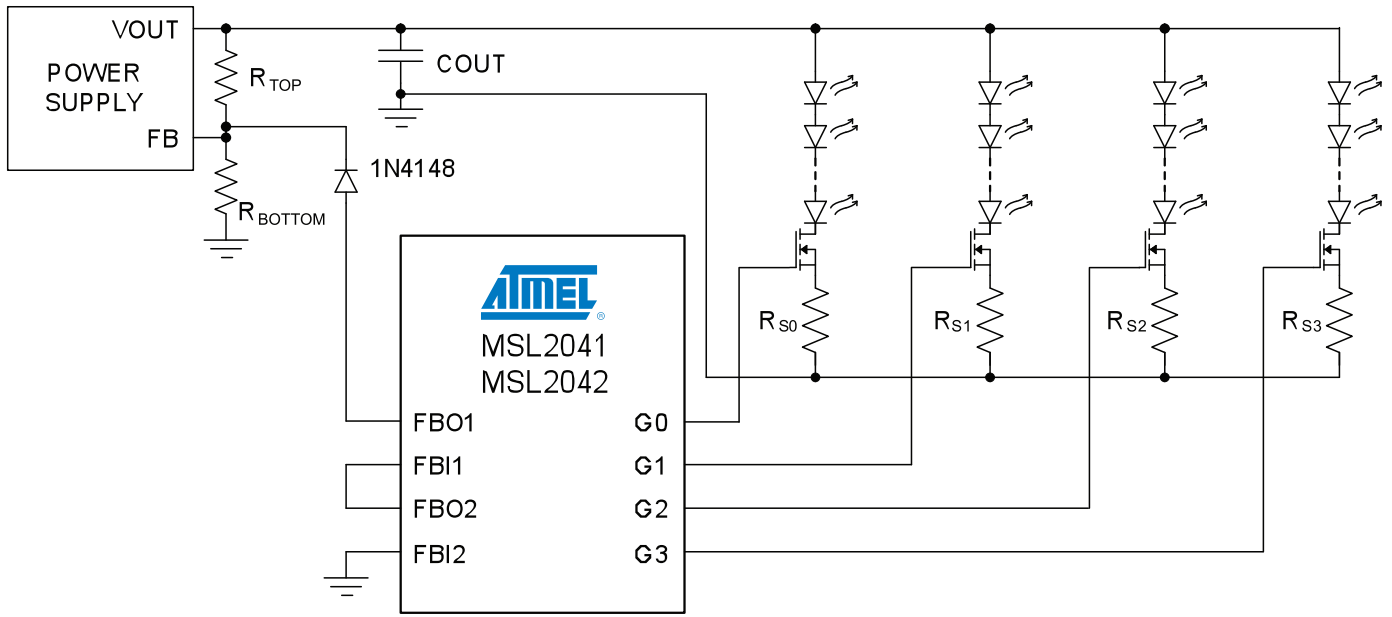 VOUT
POWER
SUPPLY
FB
RTOP
RBOTTOM
COUT
1N4148
ATMEL®
MSL2041
MSL2042
FBO1
FBI1
FBO2
FBI2
G0
G1
G2
G3
RS0
RS1
RS2
RS3